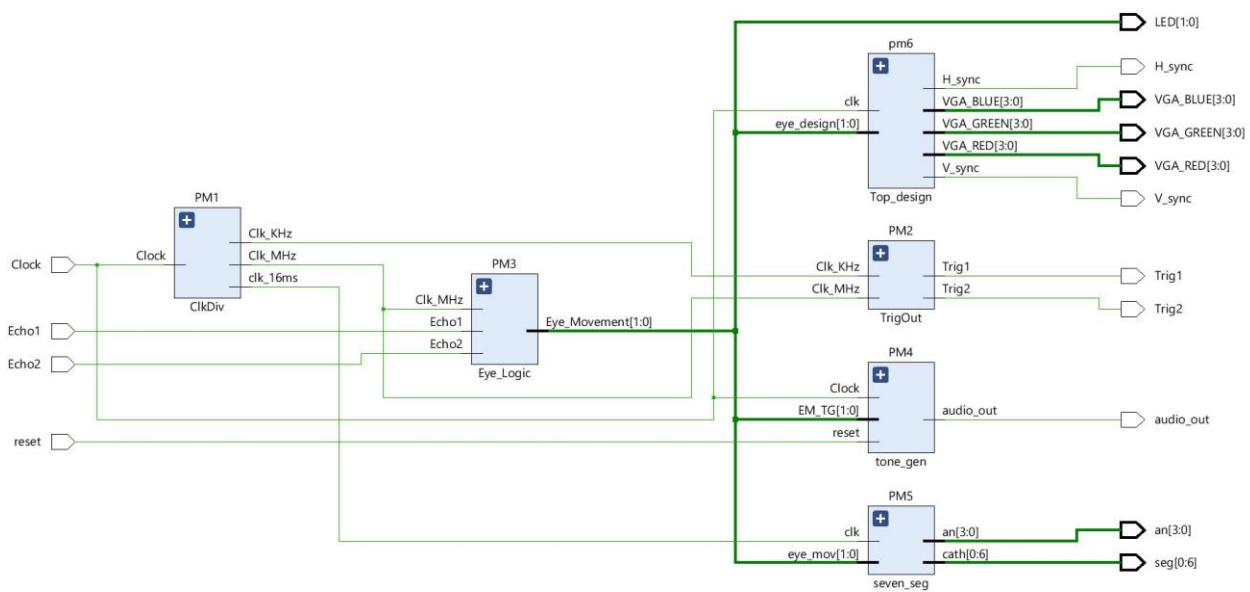 LED[1:0]
pm6
H_sync
H_sync
clk
VGA_BLUE[3:0]
VGA_BLUE[3:0]
eye_design[1:0]
VGA_GREEN[3:0]
VGA_GREEN[3:0]
VGA_RED[3:0]
VGA_RED[3:0]
V_sync
V_sync
Top_design
PM1
Clk_KHz
Clock
Clock
Clk_MHz
clk_16ms
ClkDiv
PM2
Clk_KHz
Trig1
Trig1
Clk_MHz
Trig2
Trig2
TrigOut
PM3
Clk_MHz
Echo1
Echo1
Eye_Movement[1:0]
Echo2
Echo2
Eye_Logic
PM4
Clock
EM_TG[1:0]
audio_out
audio_out
reset
reset
tone_gen
PM5
clk
an[3:0]
an[3:0]
eye_mov[1:0]
cath[0:6]
seg[0:6]
seven_seg